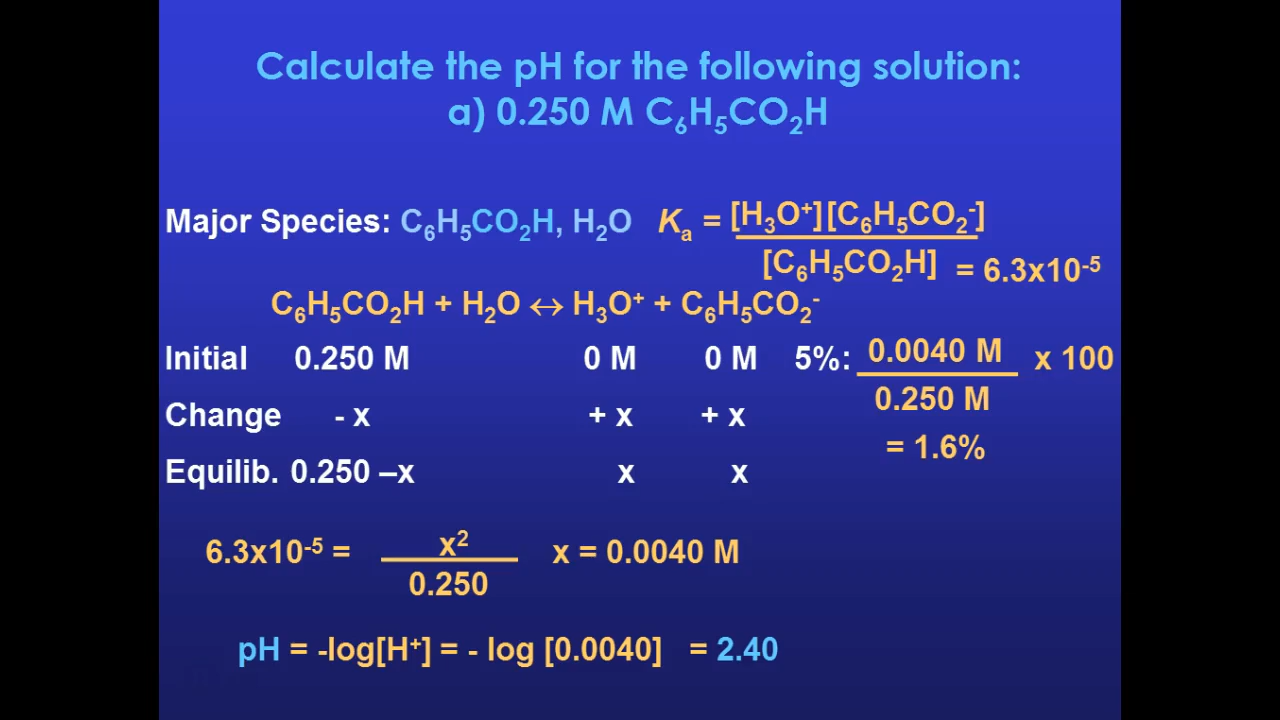 Calculate the pH for the following solution:
a) 0.250 M C₆H₅CO₂H
Major Species: C₆H₅CO₂H, H₂O Kₐ = [H₃O⁺][C₆H₅CO₂⁻]
[C₆H₅CO₂H] = 6.3x10⁻⁵
C₆H₅CO₂H + H₂O ↔ H₃O⁺ + C₆H₅CO₂⁻
Initial 0.250 M 0 M 0 M 5%: 0.0040 M x 100
0.250 M
Change - x + x + x
= 1.6%
Equilib. 0.250 –x x x
6.3x10⁻⁵ = x² x = 0.0040 M
0.250
pH = -log[H⁺] = - log [0.0040] = 2.40